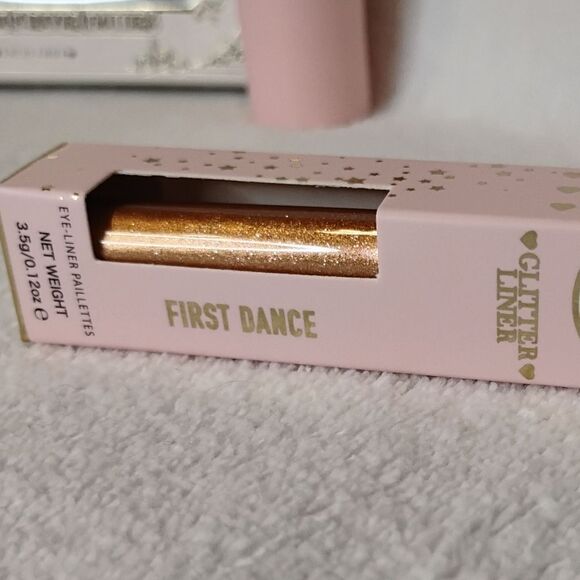 EYE-LINER PAILLETTES
NET WEIGHT
3.5g/0.12oz e
FiRST DANCE
GLITTER
LINER